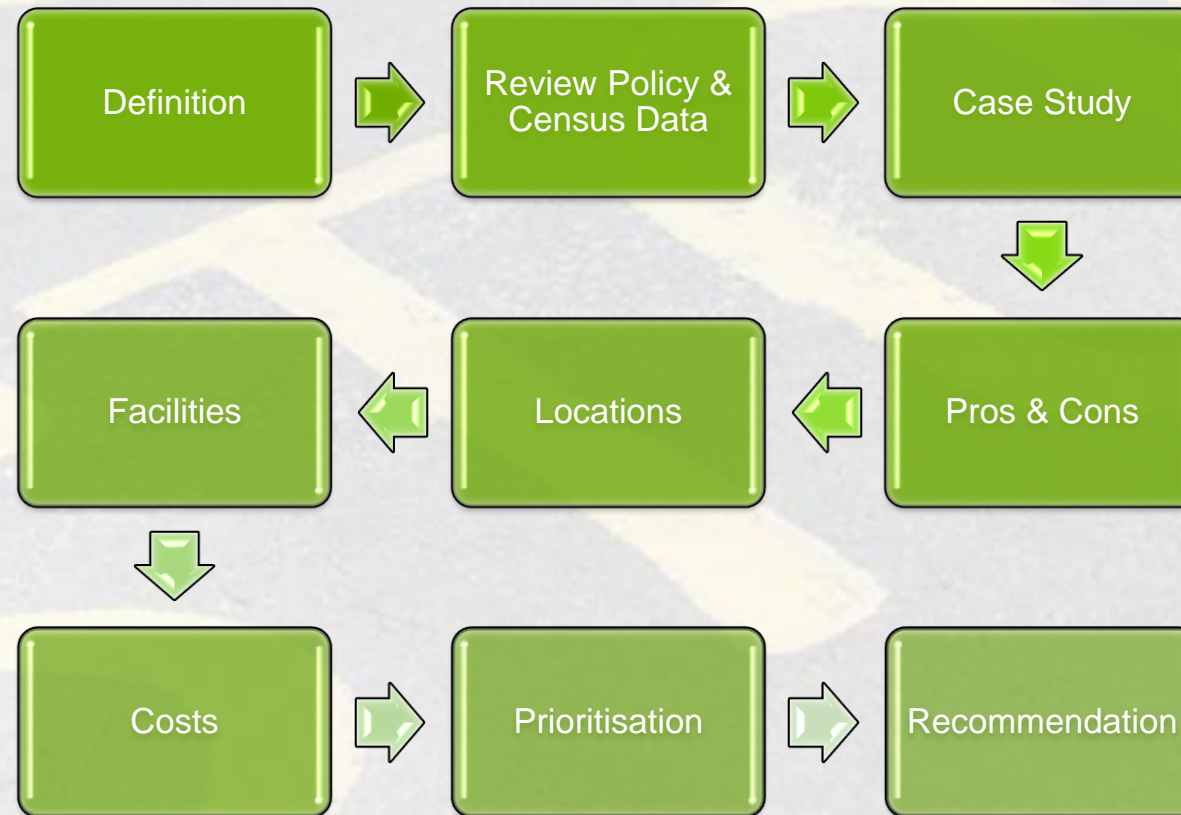 Definition
Review Policy &
Census Data
Case Study
Pros & Cons
Locations
Facilities
Costs
Prioritisation
Recommendation